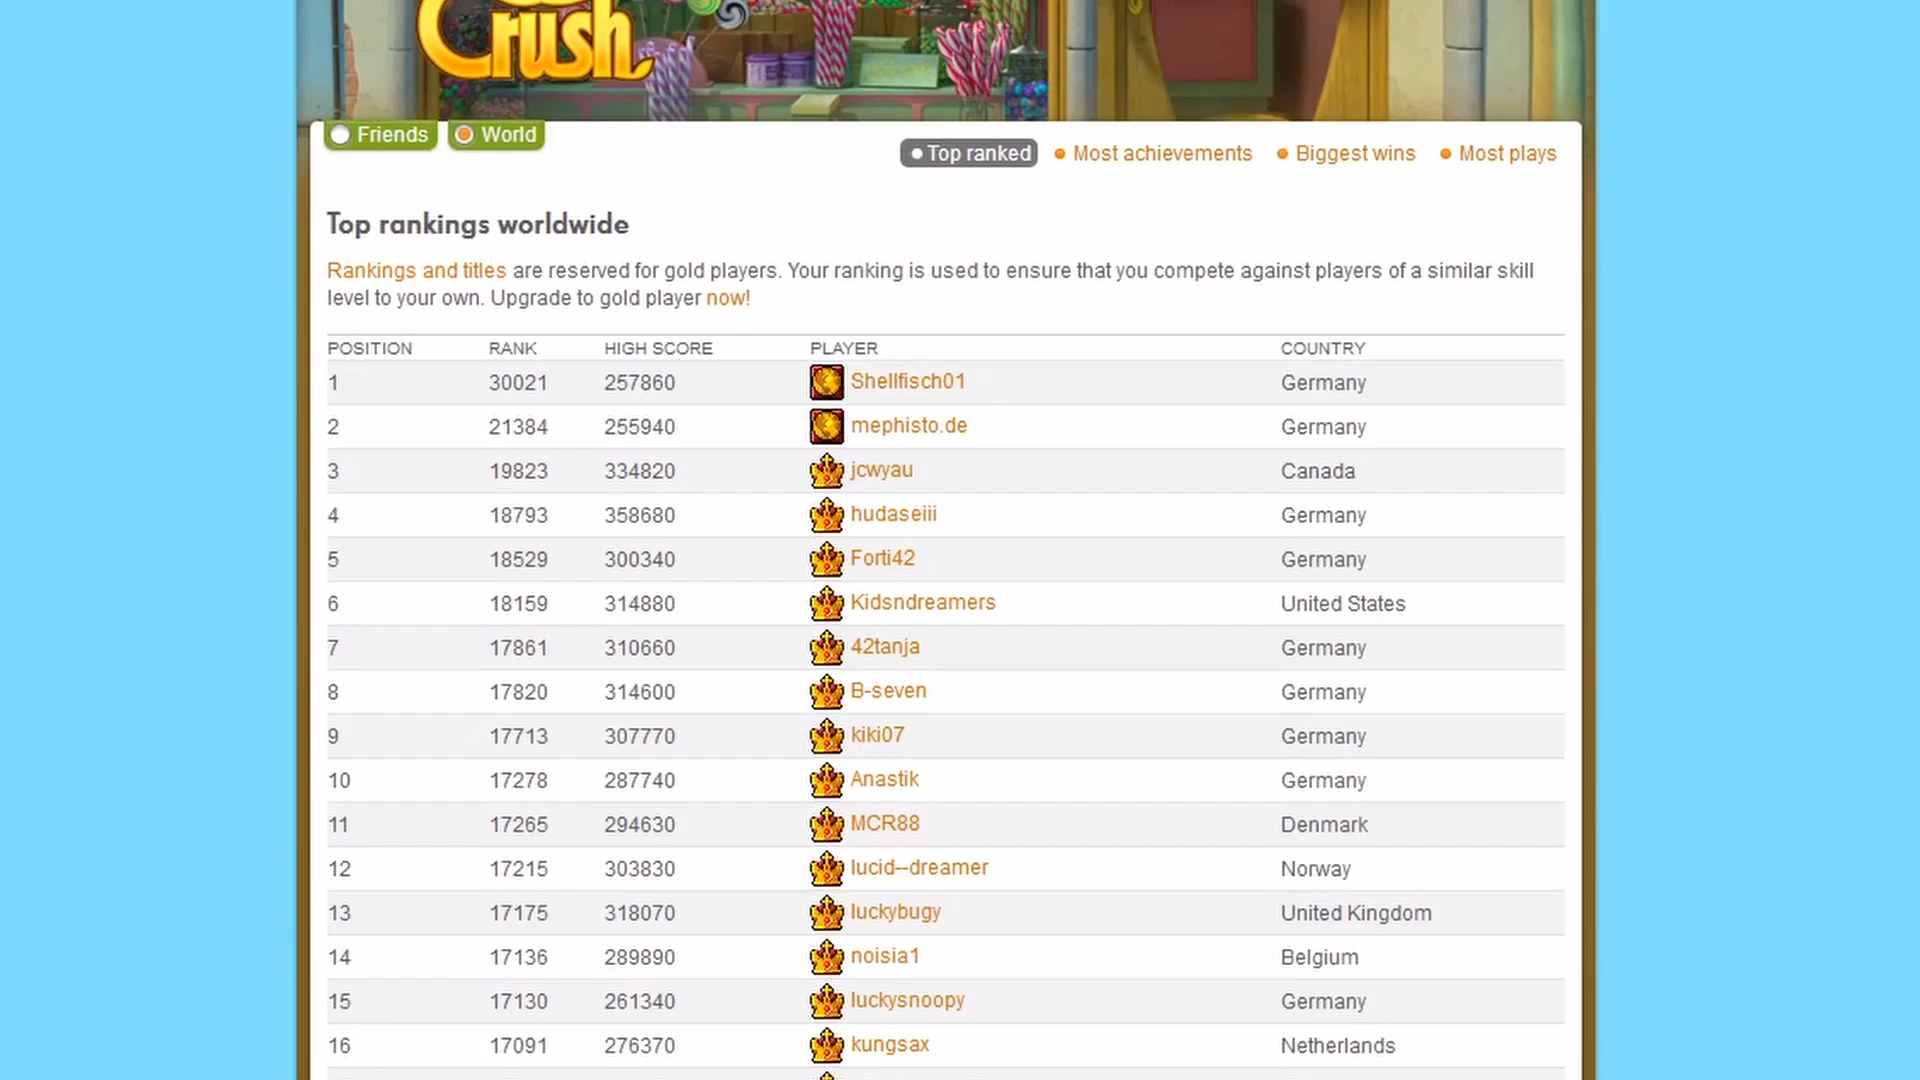 Crush
Friends World
Top ranked Most achievements Biggest wins Most plays
Top rankings worldwide
Rankings and titles are reserved for gold players. Your ranking is used to ensure that you compete against players of a similar skill
level to your own. Upgrade to gold player now!
POSITION RANK HIGH SCORE PLAYER COUNTRY
1 30021 257860 Shellfisch01 Germany
2 21384 255940 mephisto.de Germany
3 19823 334820 jcwyau Canada
4 18793 358680 hudaseiii Germany
5 18529 300340 Forti42 Germany
6 18159 314880 Kidsndreamers United States
7 17861 310660 42tanja Germany
8 17820 314600 B-seven Germany
9 17713 307770 kiki07 Germany
10 17278 287740 Anastik Germany
11 17265 294630 MCR88 Denmark
12 17215 303830 lucid--dreamer Norway
13 17175 318070 luckybugy United Kingdom
14 17136 289890 noisia1 Belgium
15 17130 261340 luckysnoopy Germany
16 17091 276370 kungsax Netherlands